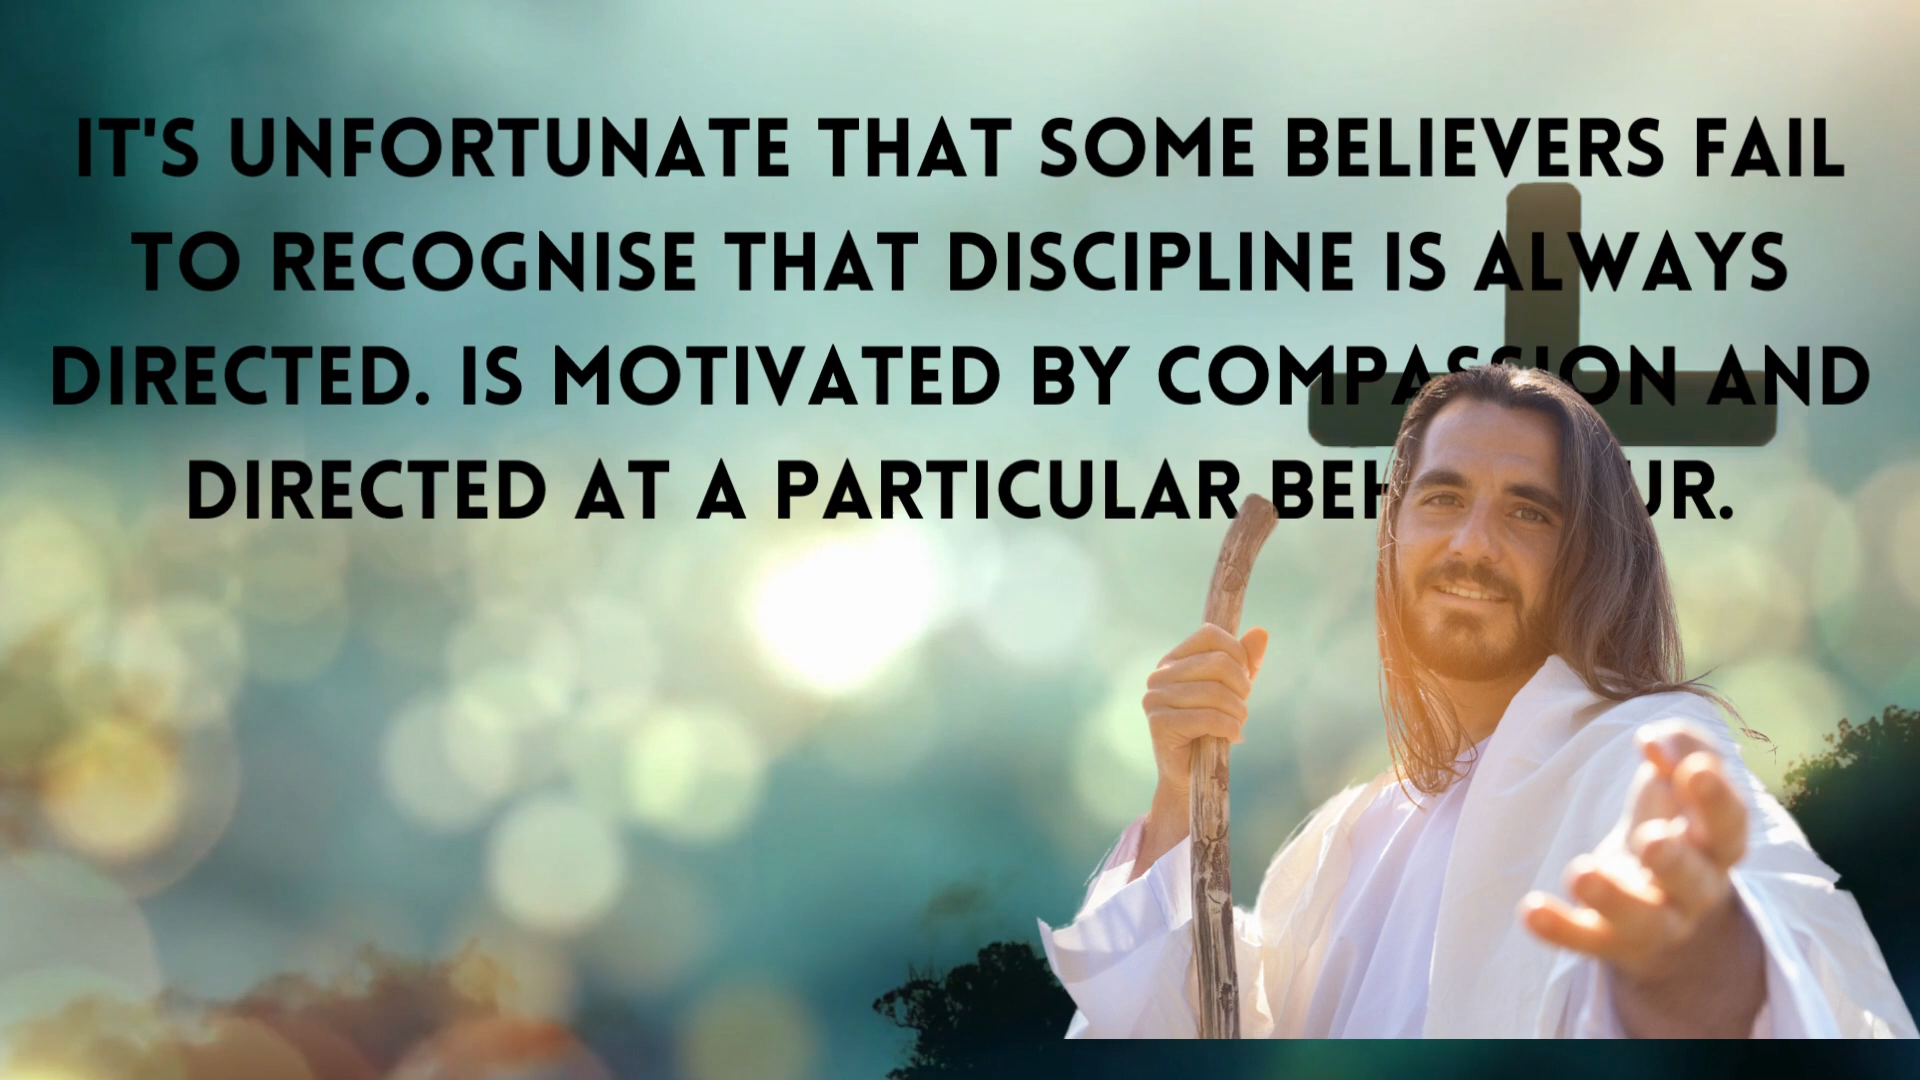 IT'S UNFORTUNATE THAT SOME BELIEVERS FAIL
TO RECOGNISE THAT DISCIPLINE IS ALWAYS
DIRECTED. IS MOTIVATED BY COMPASSION AND
DIRECTED AT A PARTICULAR